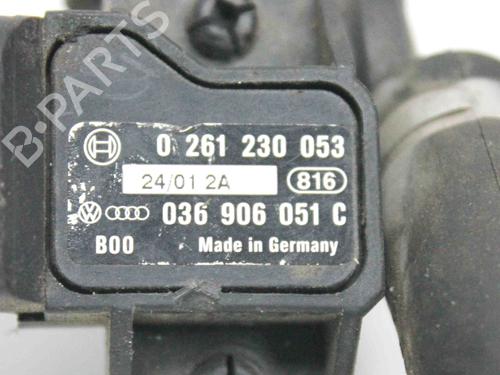 B-PARTS
0 261 230 053
24/01 2A 816
036 906 051 C
B00 Made in Germany